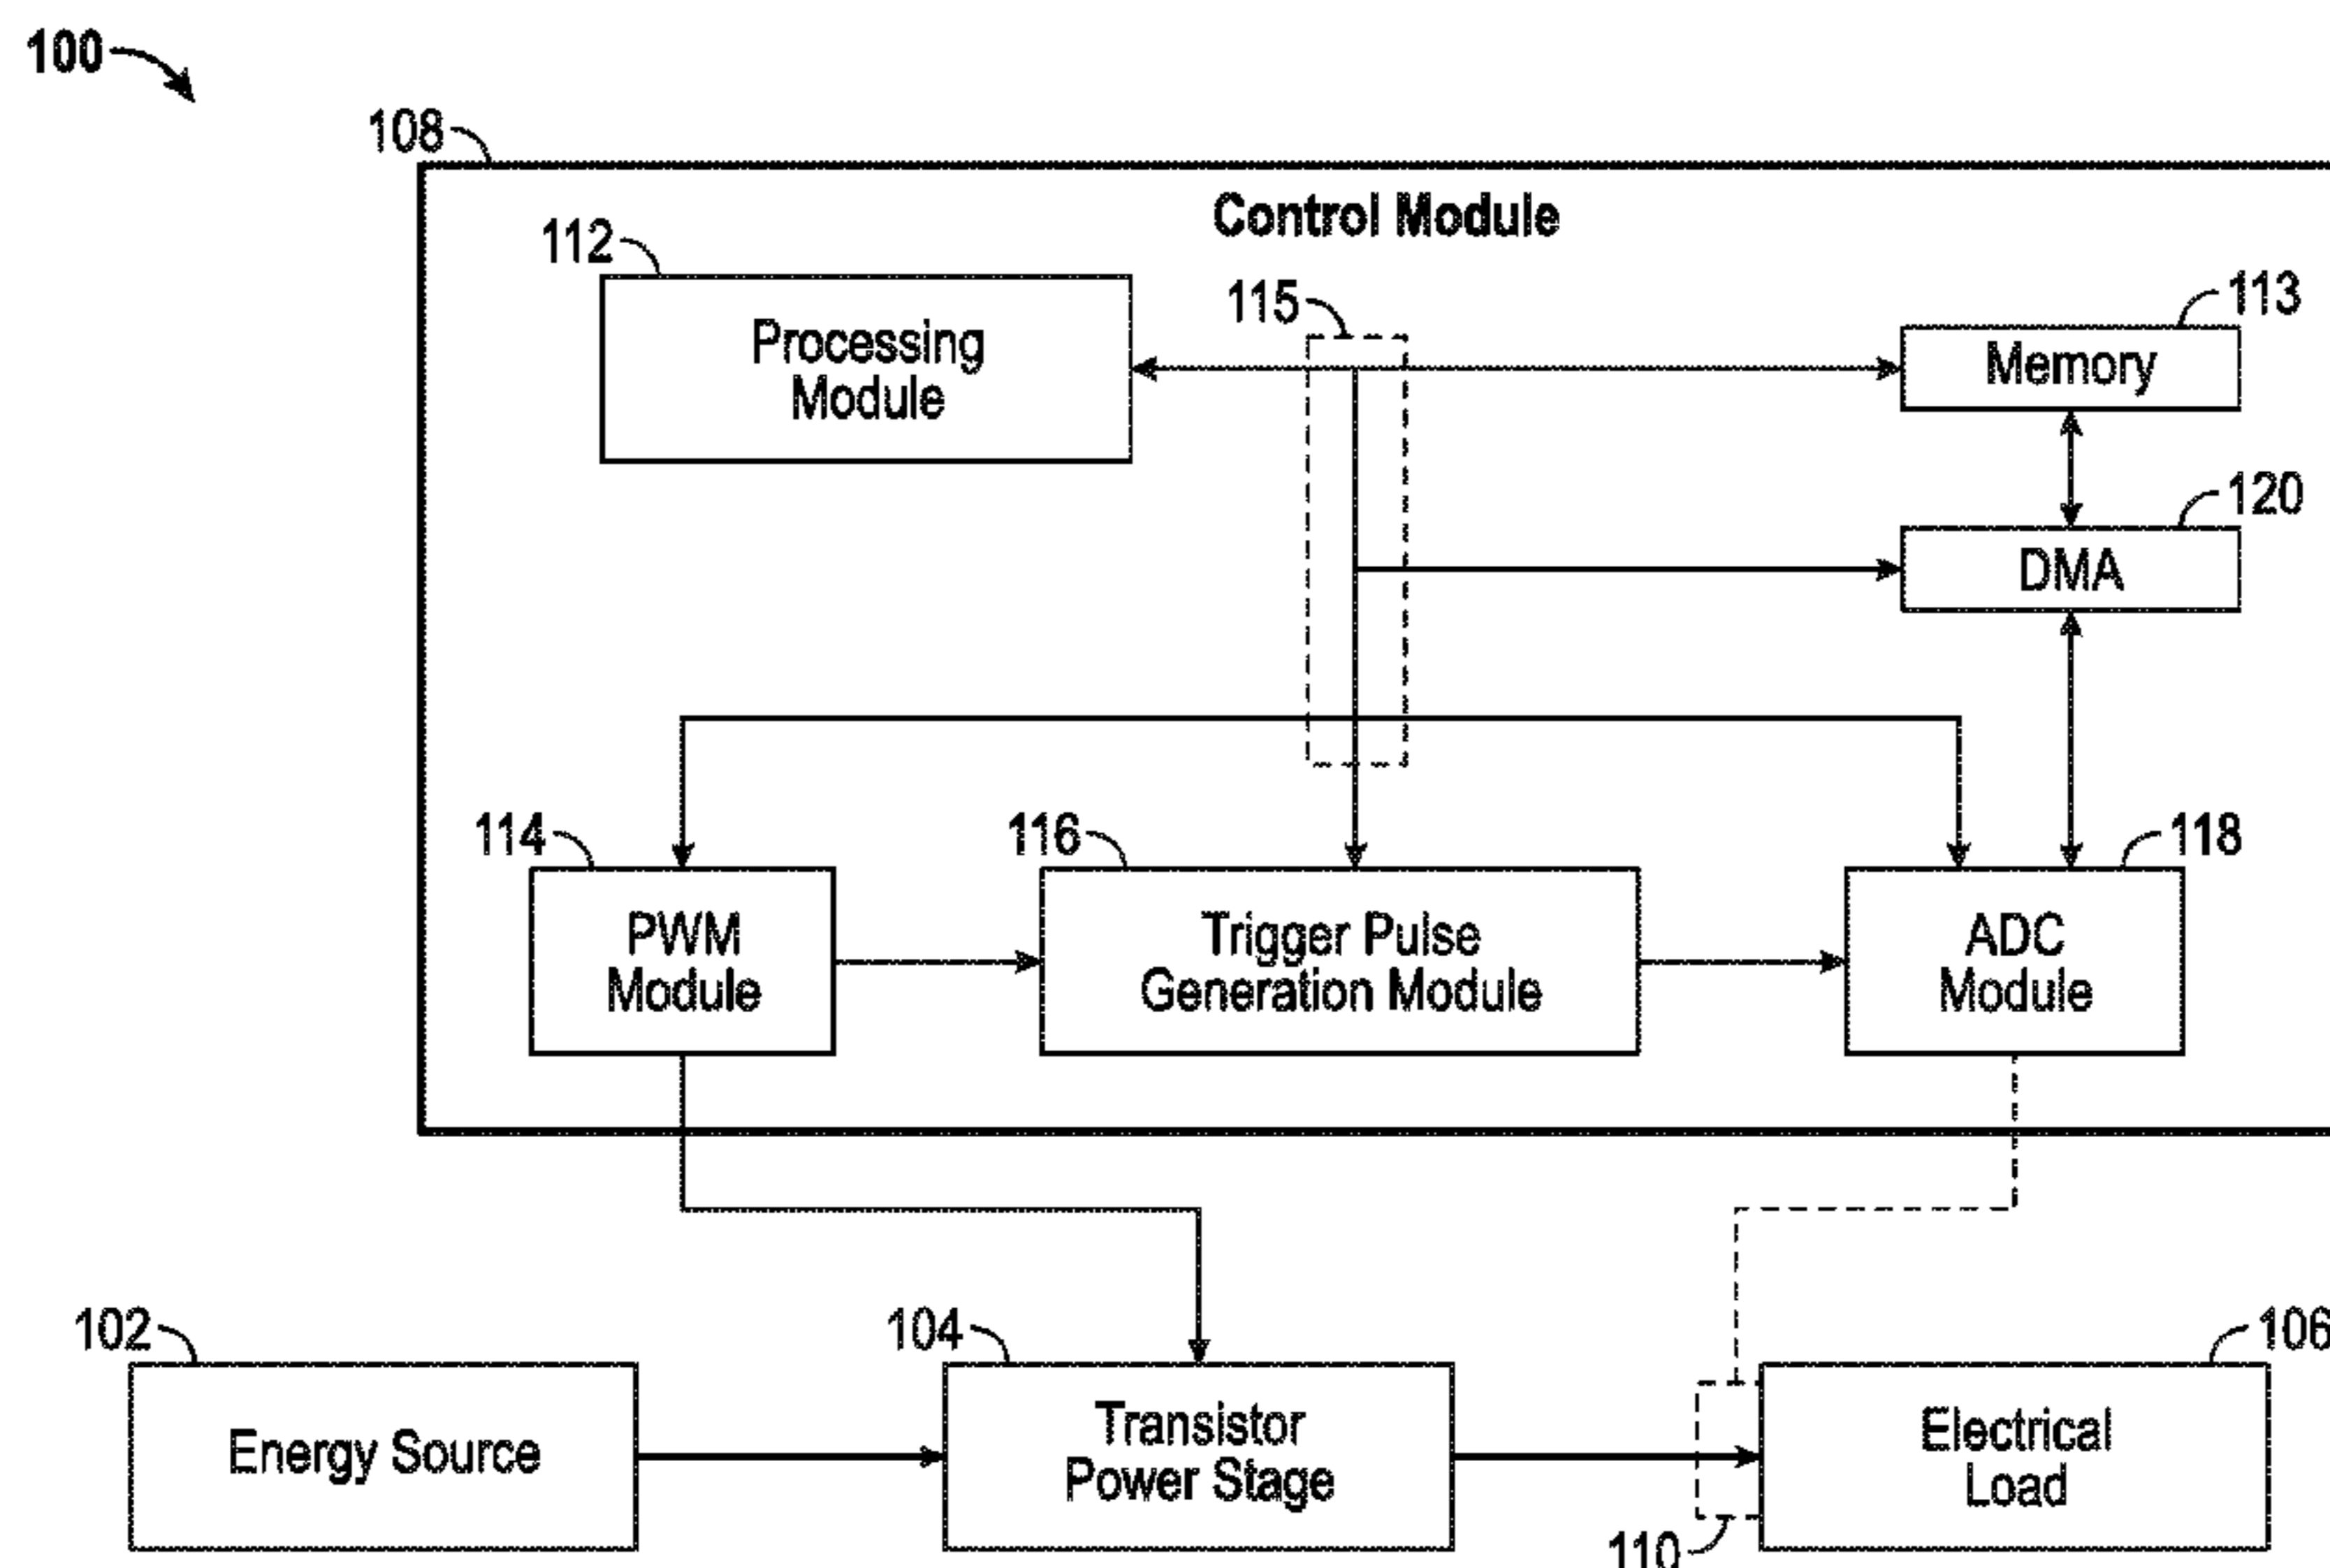 100
108
Control Module
112
Processing
Module
115
113
Memory
120
DMA
114
PWM
Module
116
Trigger Pulse
Generation Module
118
ADC
Module
102
Energy Source
104
Transistor
Power Stage
106
Electrical
Load
110